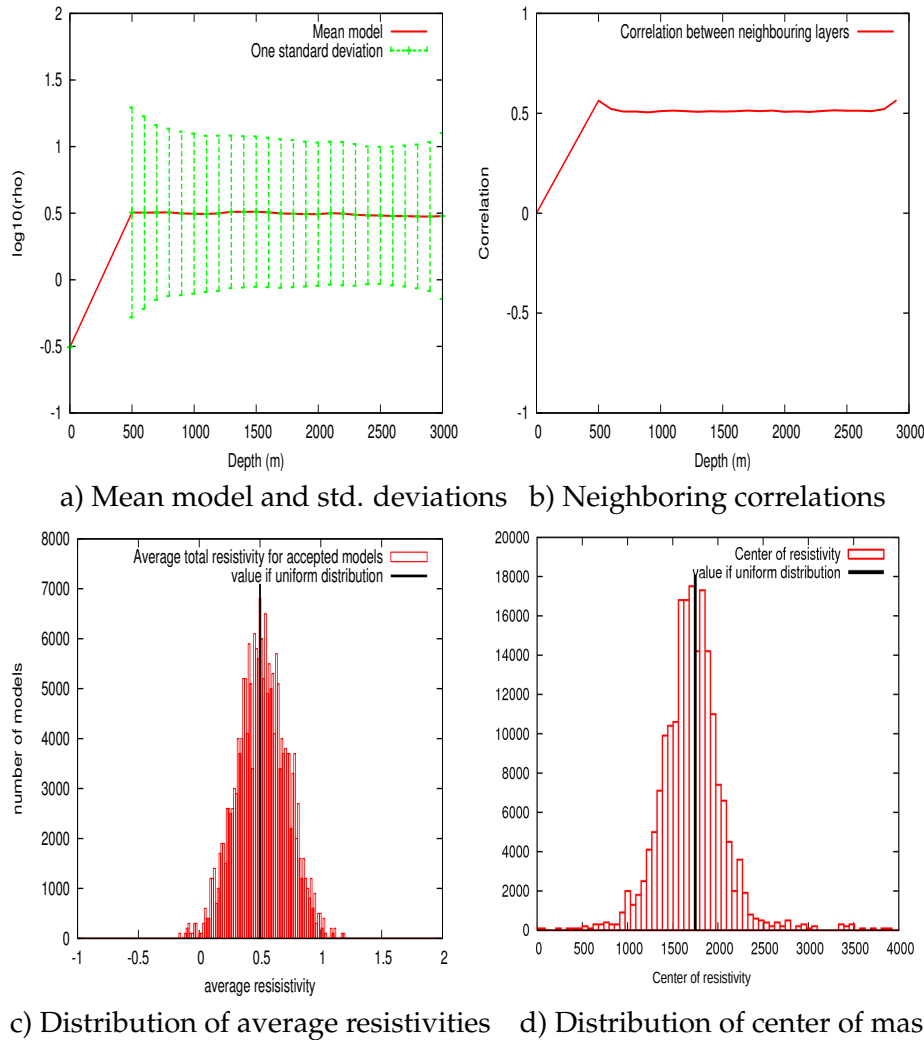 Mean model
One standard deviation
2
1.5
1
0.5
0
-0.5
-1
log10(rho)
0 500 1000 1500 2000 2500 3000
Depth (m)
Correlation between neighbouring layers
1
0.5
0
-0.5
-1
Correlation
0 500 1000 1500 2000 2500 3000
Depth (m)
a) Mean model and std. deviations b) Neighboring correlations
Average total resistivity for accepted models
value if uniform distribution
8000
7000
6000
5000
4000
3000
2000
1000
0
number of models
-1 -0.5 0 0.5 1 1.5 2
average resisistivity
Center of resistivity
value if uniform distribution
20000
18000
16000
14000
12000
10000
8000
6000
4000
2000
0
0 500 1000 1500 2000 2500 3000 3500 4000
Center of resistivity
c) Distribution of average resistivities d) Distribution of center of mas